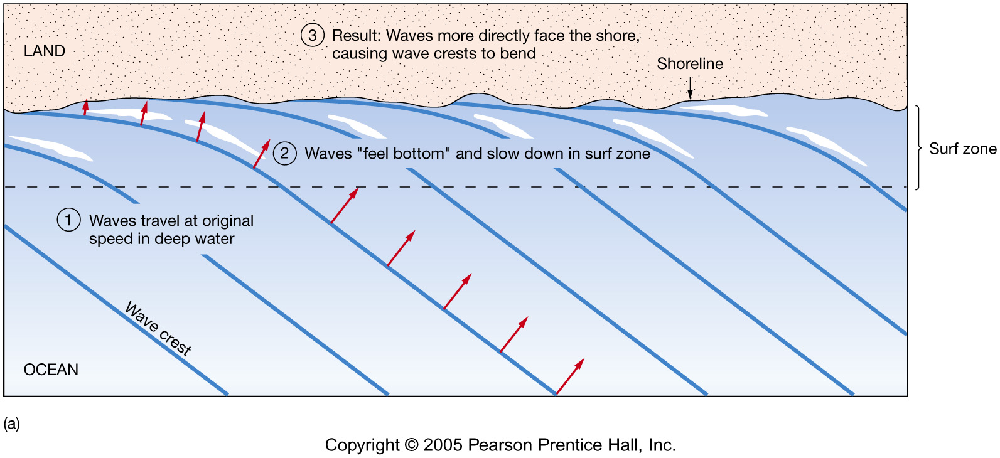 LAND
3 Result: Waves more directly face the shore,
causing wave crests to bend
Shoreline
2 Waves "feel bottom" and slow down in surf zone
Surf zone
1 Waves travel at original
speed in deep water
Wave crest
OCEAN
(a)
Copyright © 2005 Pearson Prentice Hall, Inc.